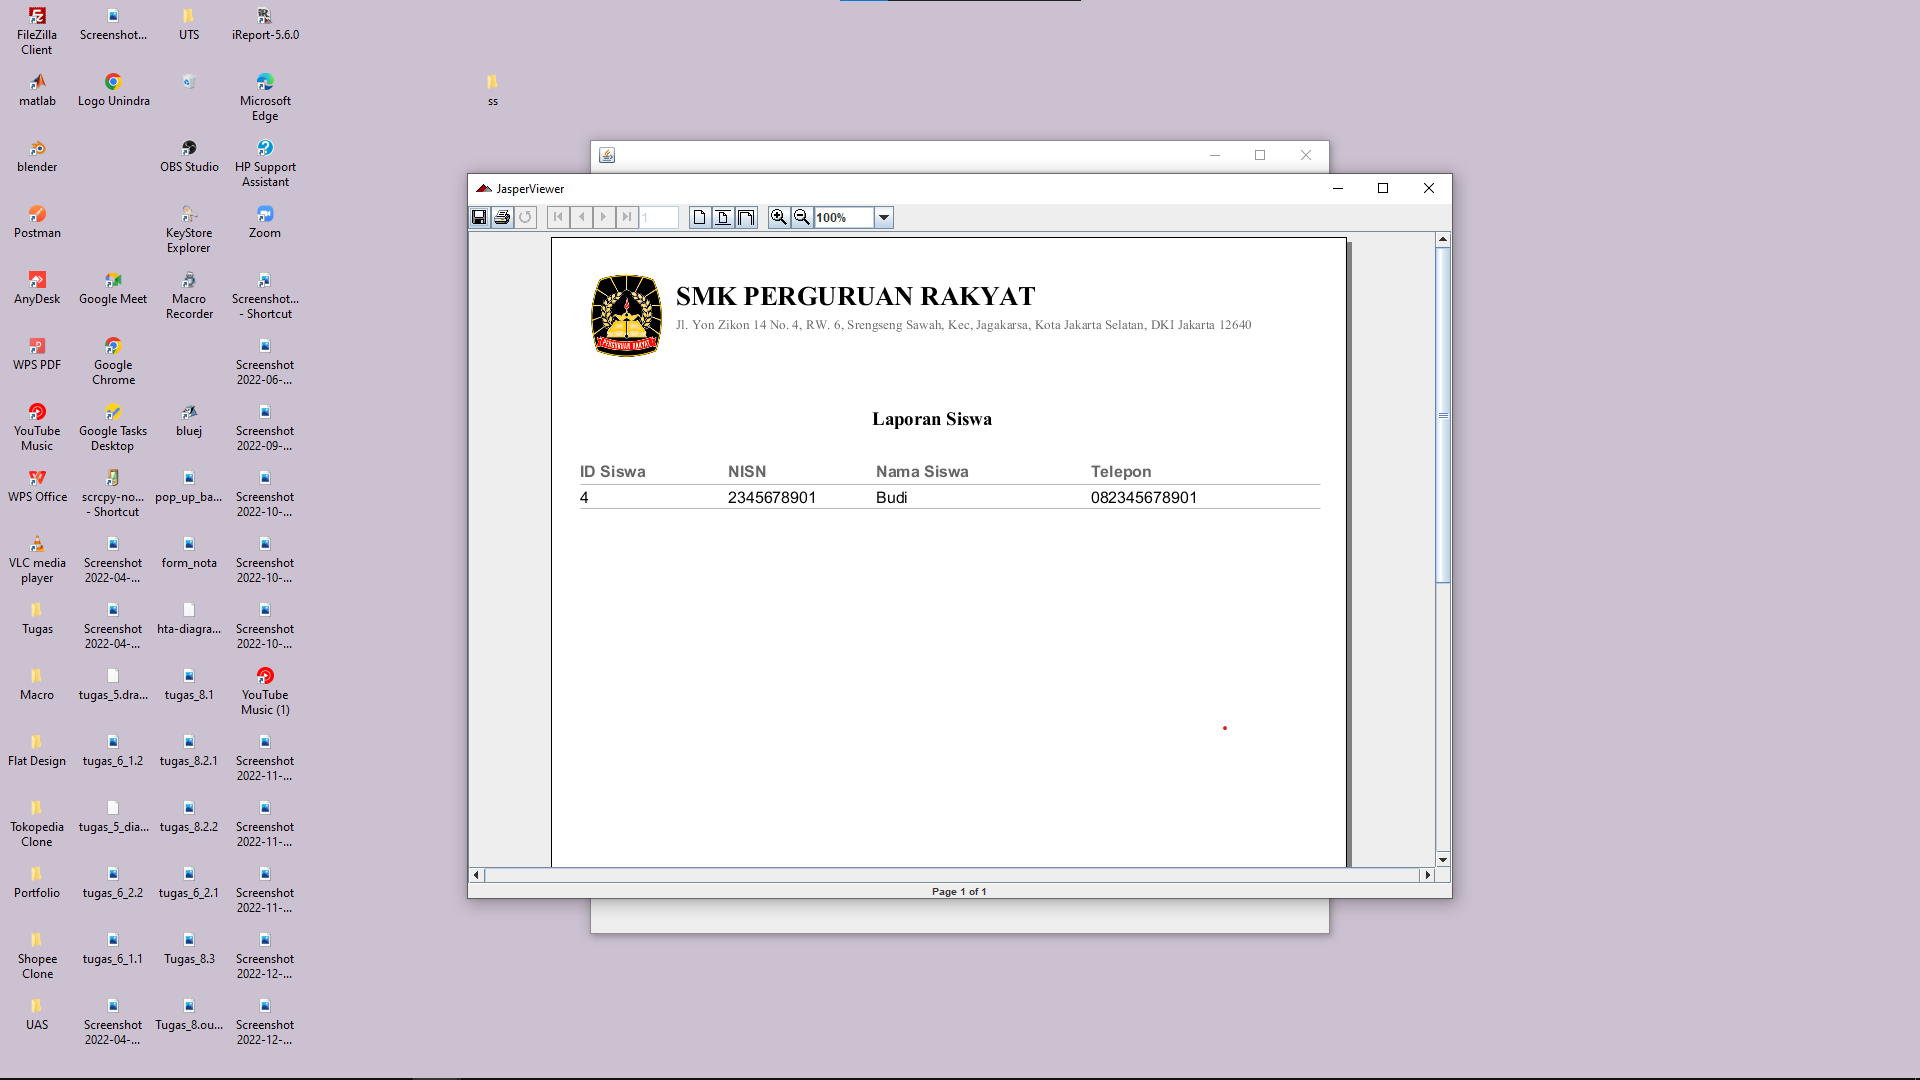 FileZilla
Client
Screenshot...
UTS
iReport-5.6.0
matlab
Logo Unindra
Microsoft
Edge
ss
blender
OBS Studio
HP Support
Assistant
Postman
KeyStore
Explorer
Zoom
AnyDesk
Google Meet
Macro
Recorder
Screenshot...
- Shortcut
WPS PDF
Google
Chrome
Screenshot
2022-06-...
YouTube
Music
Google Tasks
Desktop
bluej
Screenshot
2022-09-...
WPS Office
scrcpy-no...
- Shortcut
pop_up_ba...
Screenshot
2022-10-...
VLC media
player
Screenshot
2022-04-...
form_nota
Screenshot
2022-10-...
Tugas
Screenshot
2022-04-...
hta-diagra...
Screenshot
2022-10-...
Macro
tugas_5.dra...
tugas_8.1
YouTube
Music (1)
Flat Design
tugas_6_1.2
tugas_8.2.1
Screenshot
2022-11-...
Tokopedia
Clone
tugas_5_dia...
tugas_8.2.2
Screenshot
2022-11-...
Portfolio
tugas_6_2.2
tugas_6_2.1
Screenshot
2022-11-...
Shopee
Clone
tugas_6_1.1
Tugas_8.3
Screenshot
2022-12-...
UAS
Screenshot
2022-04-...
Tugas_8.ou...
Screenshot
2022-12-...
JasperViewer
1
100%
PERGURUAN RAKYAT
SMK PERGURUAN RAKYAT
Jl. Yon Zikon 14 No. 4, RW. 6, Srengseng Sawah, Kec, Jagakarsa, Kota Jakarta Selatan, DKI Jakarta 12640
Laporan Siswa
ID Siswa NISN Nama Siswa Telepon
4 2345678901 Budi 082345678901
Page 1 of 1